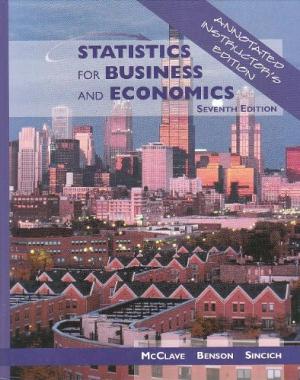 ANNOTATED
INSTRUCTOR'S
EDITION
STATISTICS
FOR BUSINESS
AND ECONOMICS
SEVENTH EDITION
MCCLAVE BENSON SINCICH